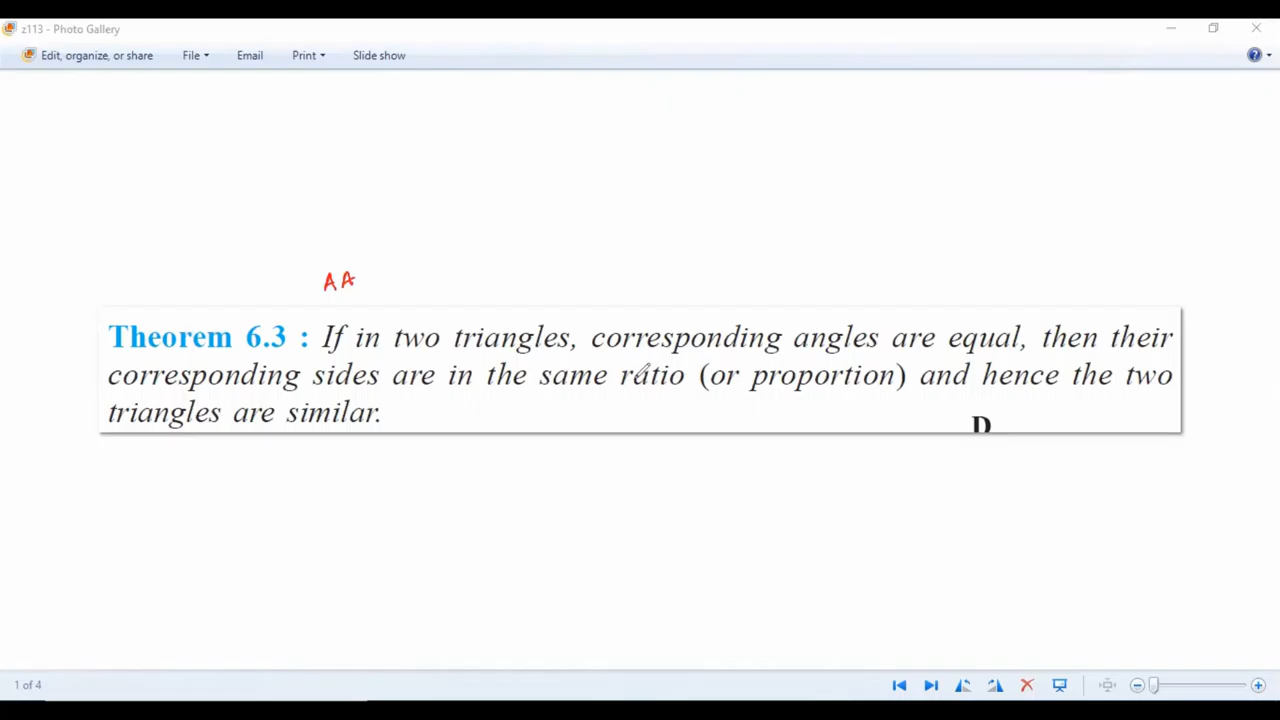 z113 - Photo Gallery
Edit, organize, or share File Email Print Slide show
AA
Theorem 6.3 : If in two triangles, corresponding angles are equal, then their
corresponding sides are in the same ratio (or proportion) and hence the two
triangles are similar.
D
1 of 4